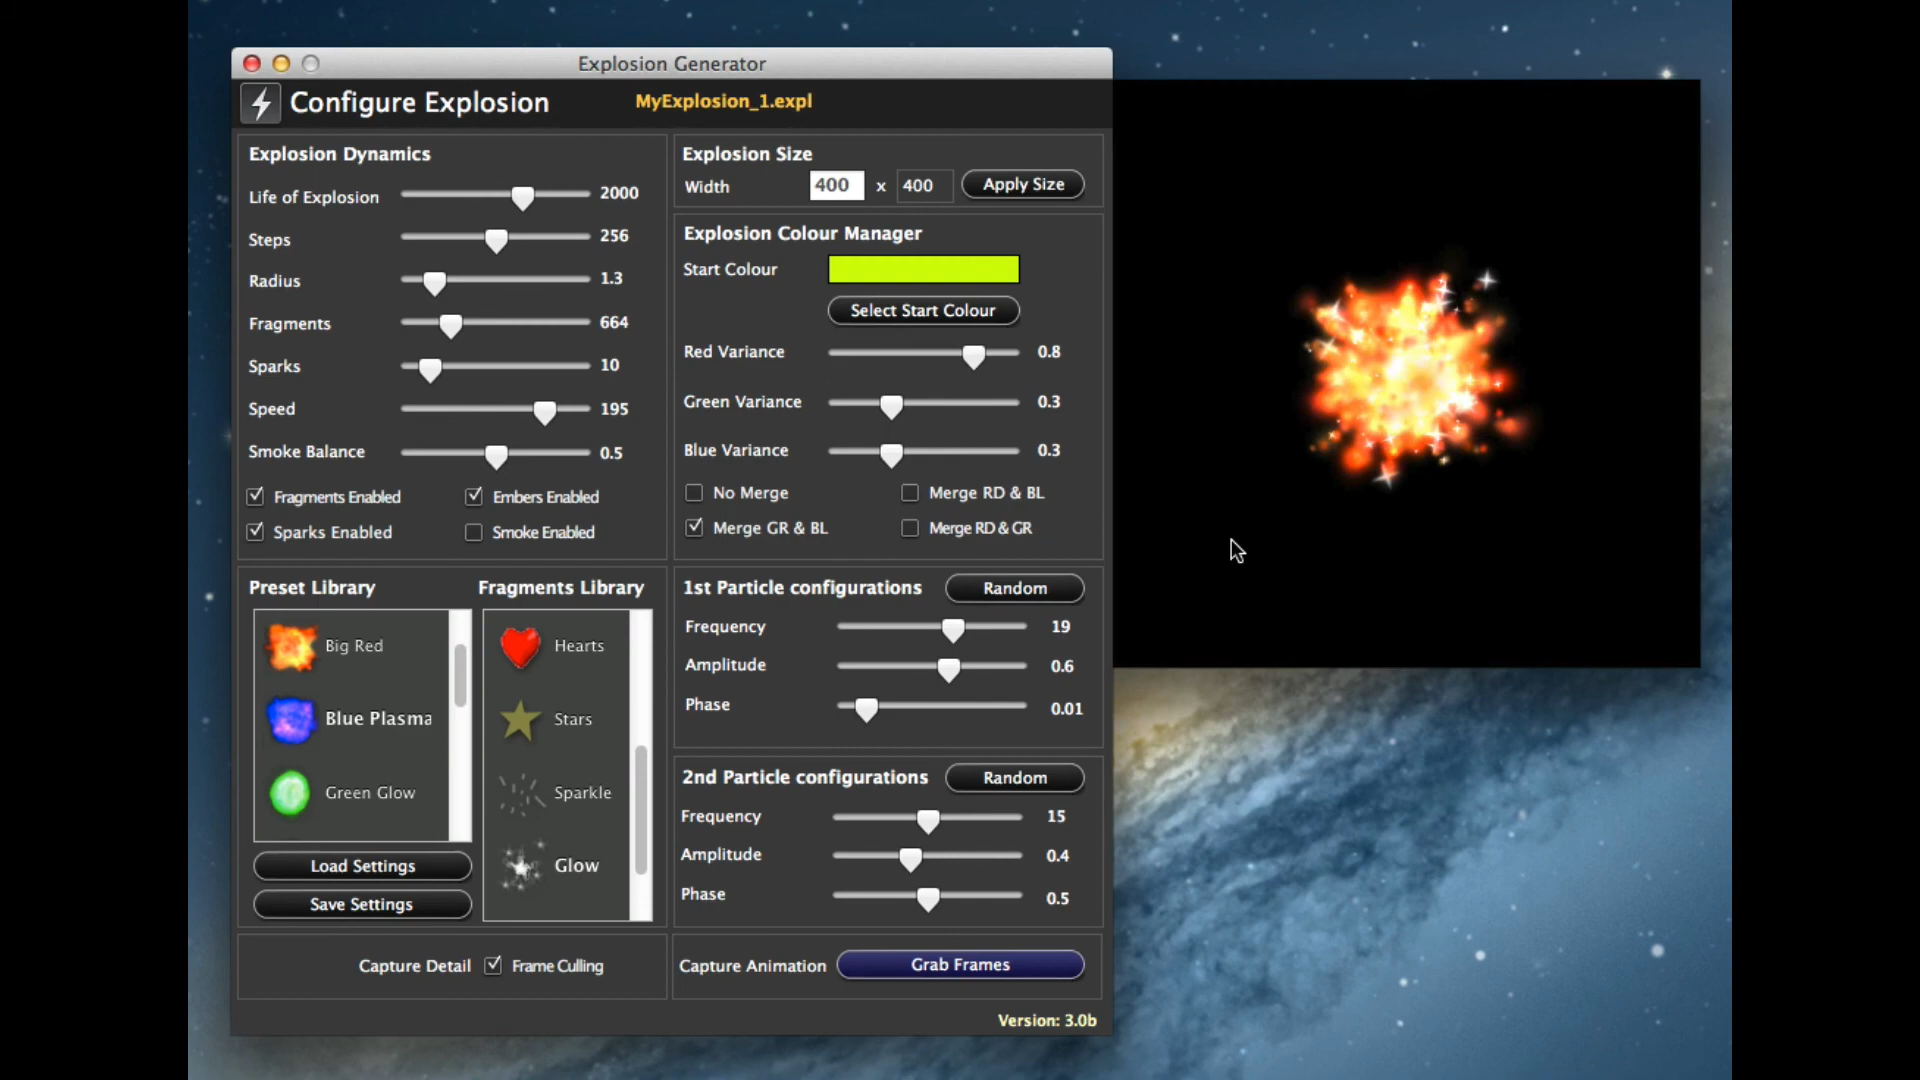 Explosion Generator
Configure Explosion
MyExplosion_1.expl
Explosion Dynamics
Life of Explosion 2000
Steps 256
Radius 1.3
Fragments 664
Sparks 10
Speed 195
Smoke Balance 0.5
Fragments Enabled Embers Enabled
Sparks Enabled Smoke Enabled
Explosion Size
Width 400 x 400 Apply Size
Explosion Colour Manager
Start Colour
Select Start Colour
Red Variance 0.8
Green Variance 0.3
Blue Variance 0.3
No Merge Merge RD & BL
Merge GR & BL Merge RD & GR
Preset Library
Big Red
Blue Plasma
Green Glow
Load Settings
Save Settings
Fragments Library
Hearts
Stars
Sparkle
Glow
1st Particle configurations Random
Frequency 19
Amplitude 0.6
Phase 0.01
2nd Particle configurations Random
Frequency 15
Amplitude 0.4
Phase 0.5
Capture Detail Frame Culling
Capture Animation Grab Frames
Version: 3.0b